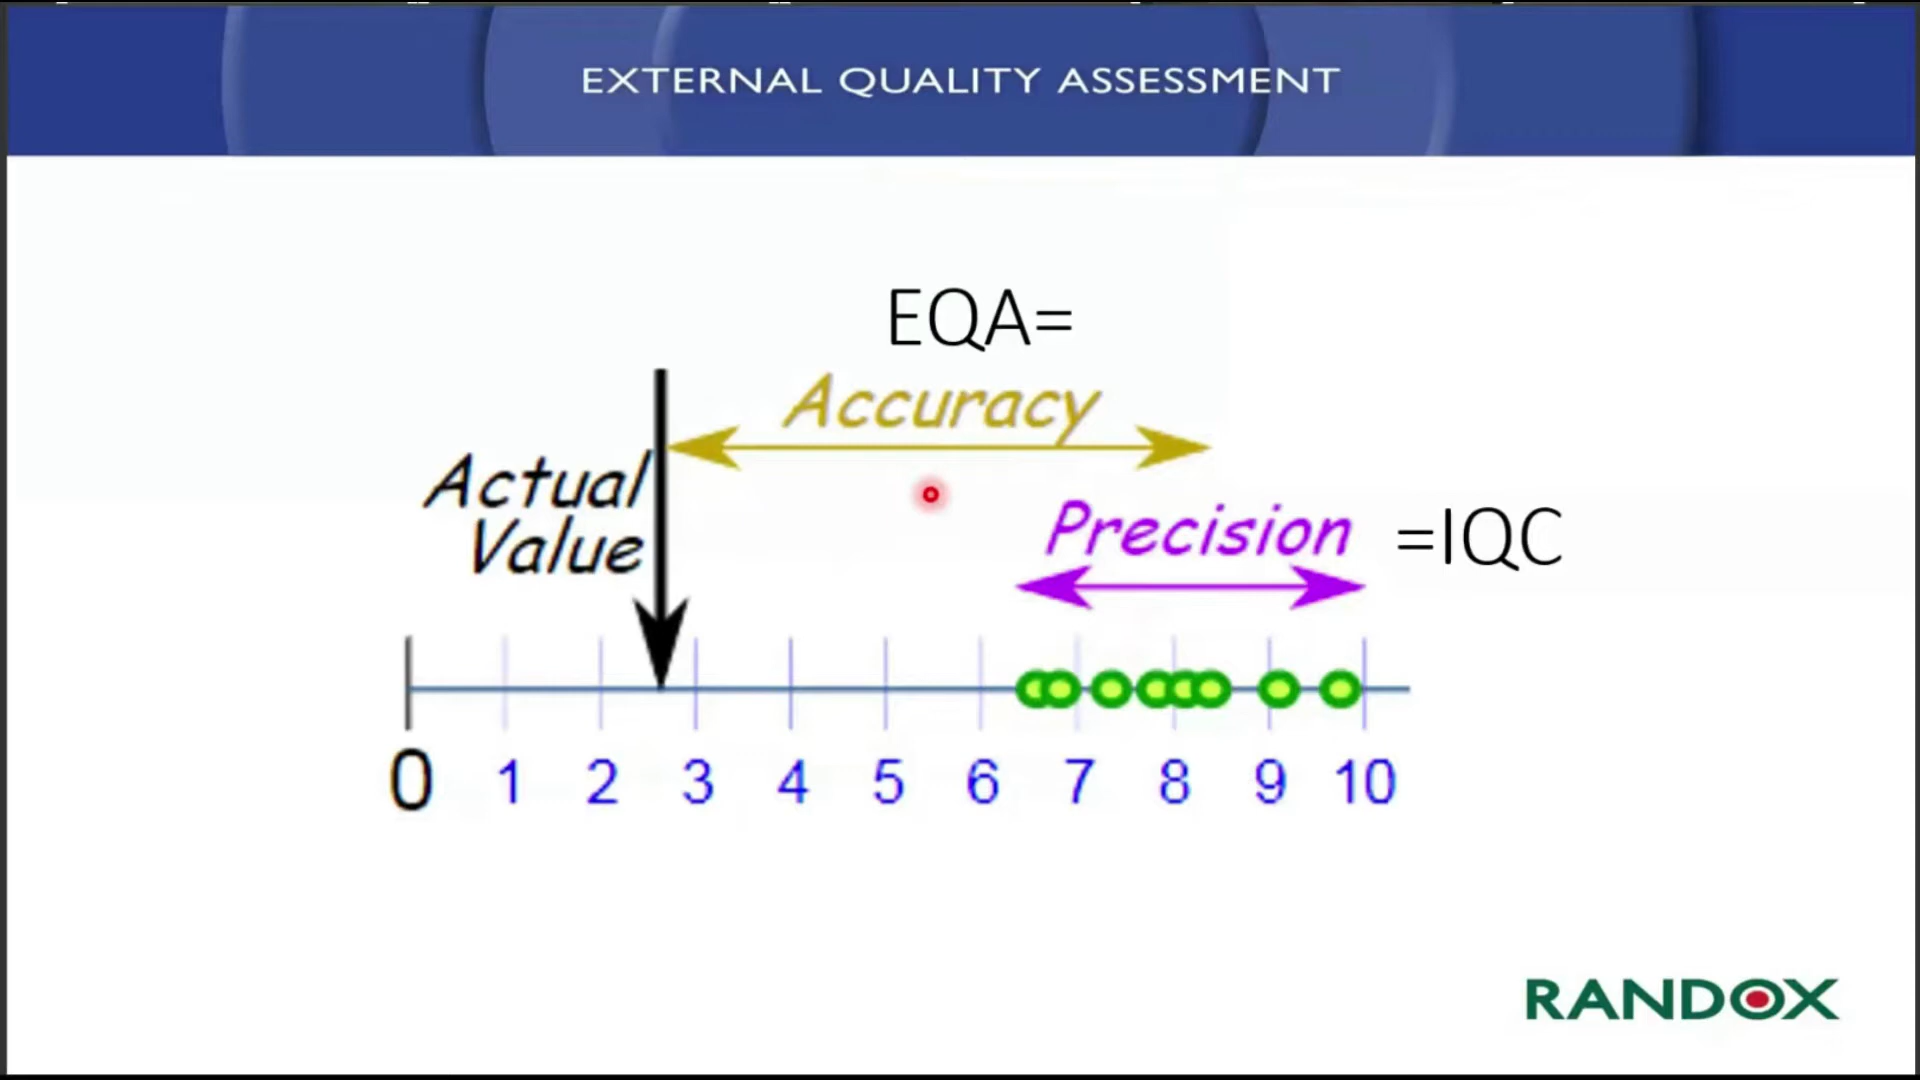 EXTERNAL QUALITY ASSESSMENT
EQA=
Accuracy
Actual
Value
Precision =IQC
0 1 2 3 4 5 6 7 8 9 10
RANDOX